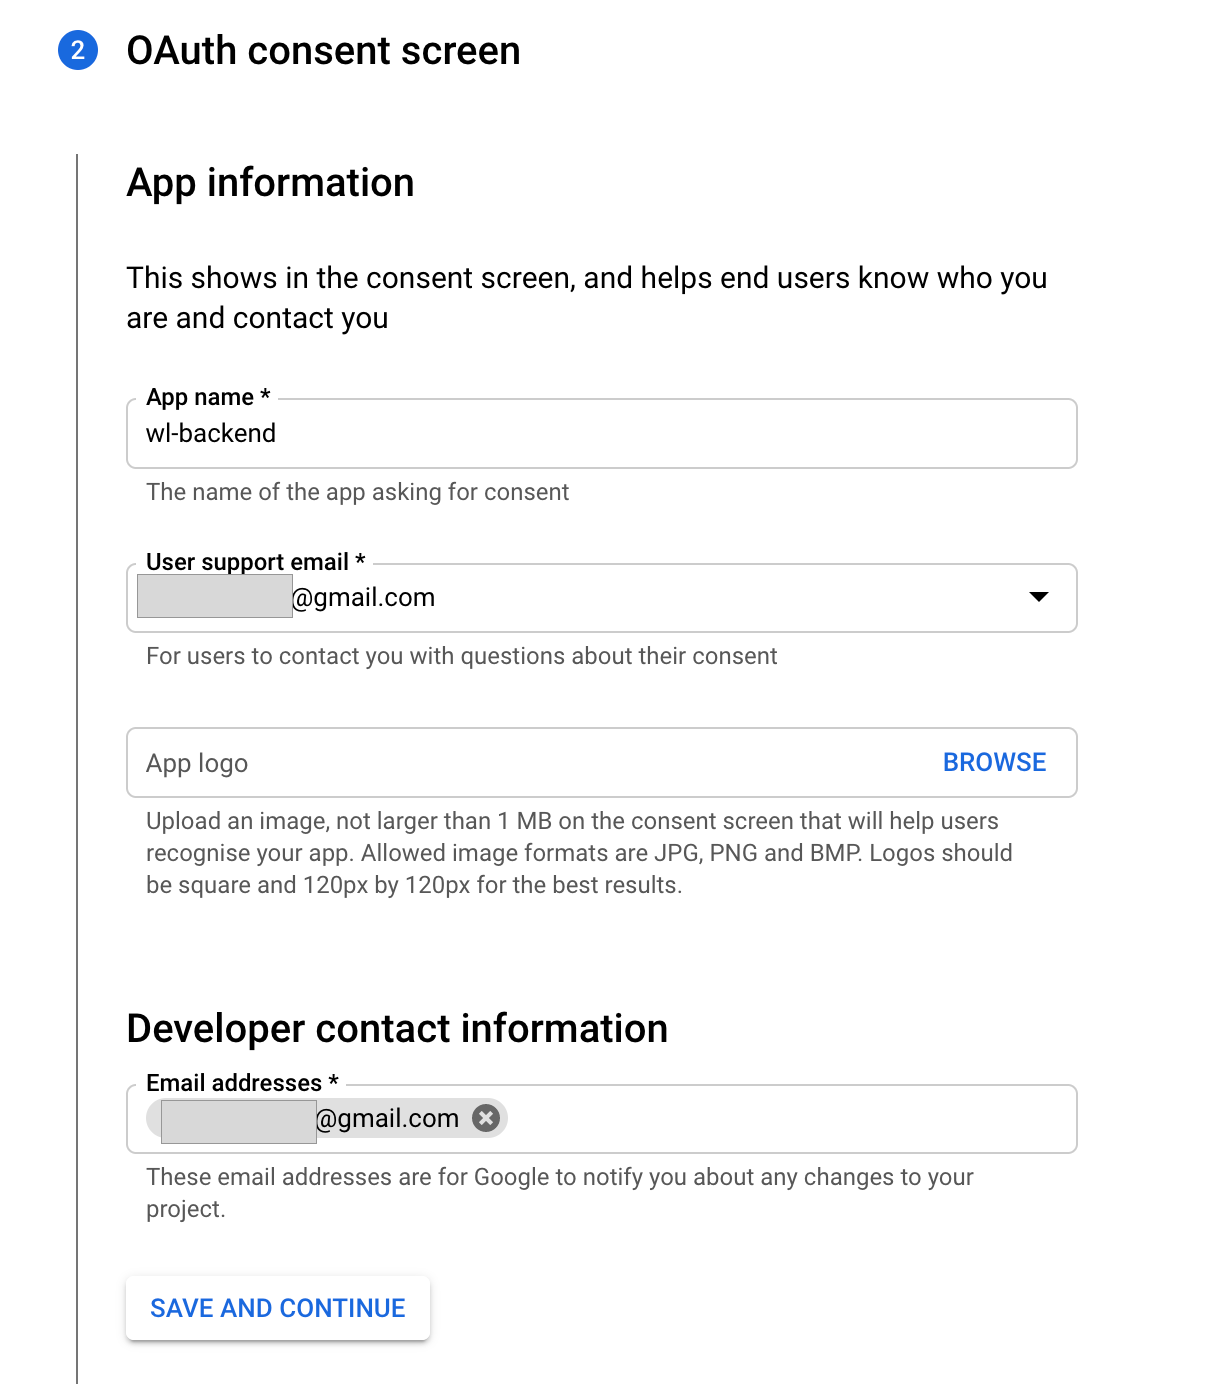 2
OAuth consent screen
App information
This shows in the consent screen, and helps end users know who you
are and contact you
App name *
wl-backend
The name of the app asking for consent
User support email *
@gmail.com
For users to contact you with questions about their consent
App logo
BROWSE
Upload an image, not larger than 1 MB on the consent screen that will help users
recognise your app. Allowed image formats are JPG, PNG and BMP. Logos should
be square and 120px by 120px for the best results.
Developer contact information
Email addresses *
@gmail.com
These email addresses are for Google to notify you about any changes to your
project.
SAVE AND CONTINUE